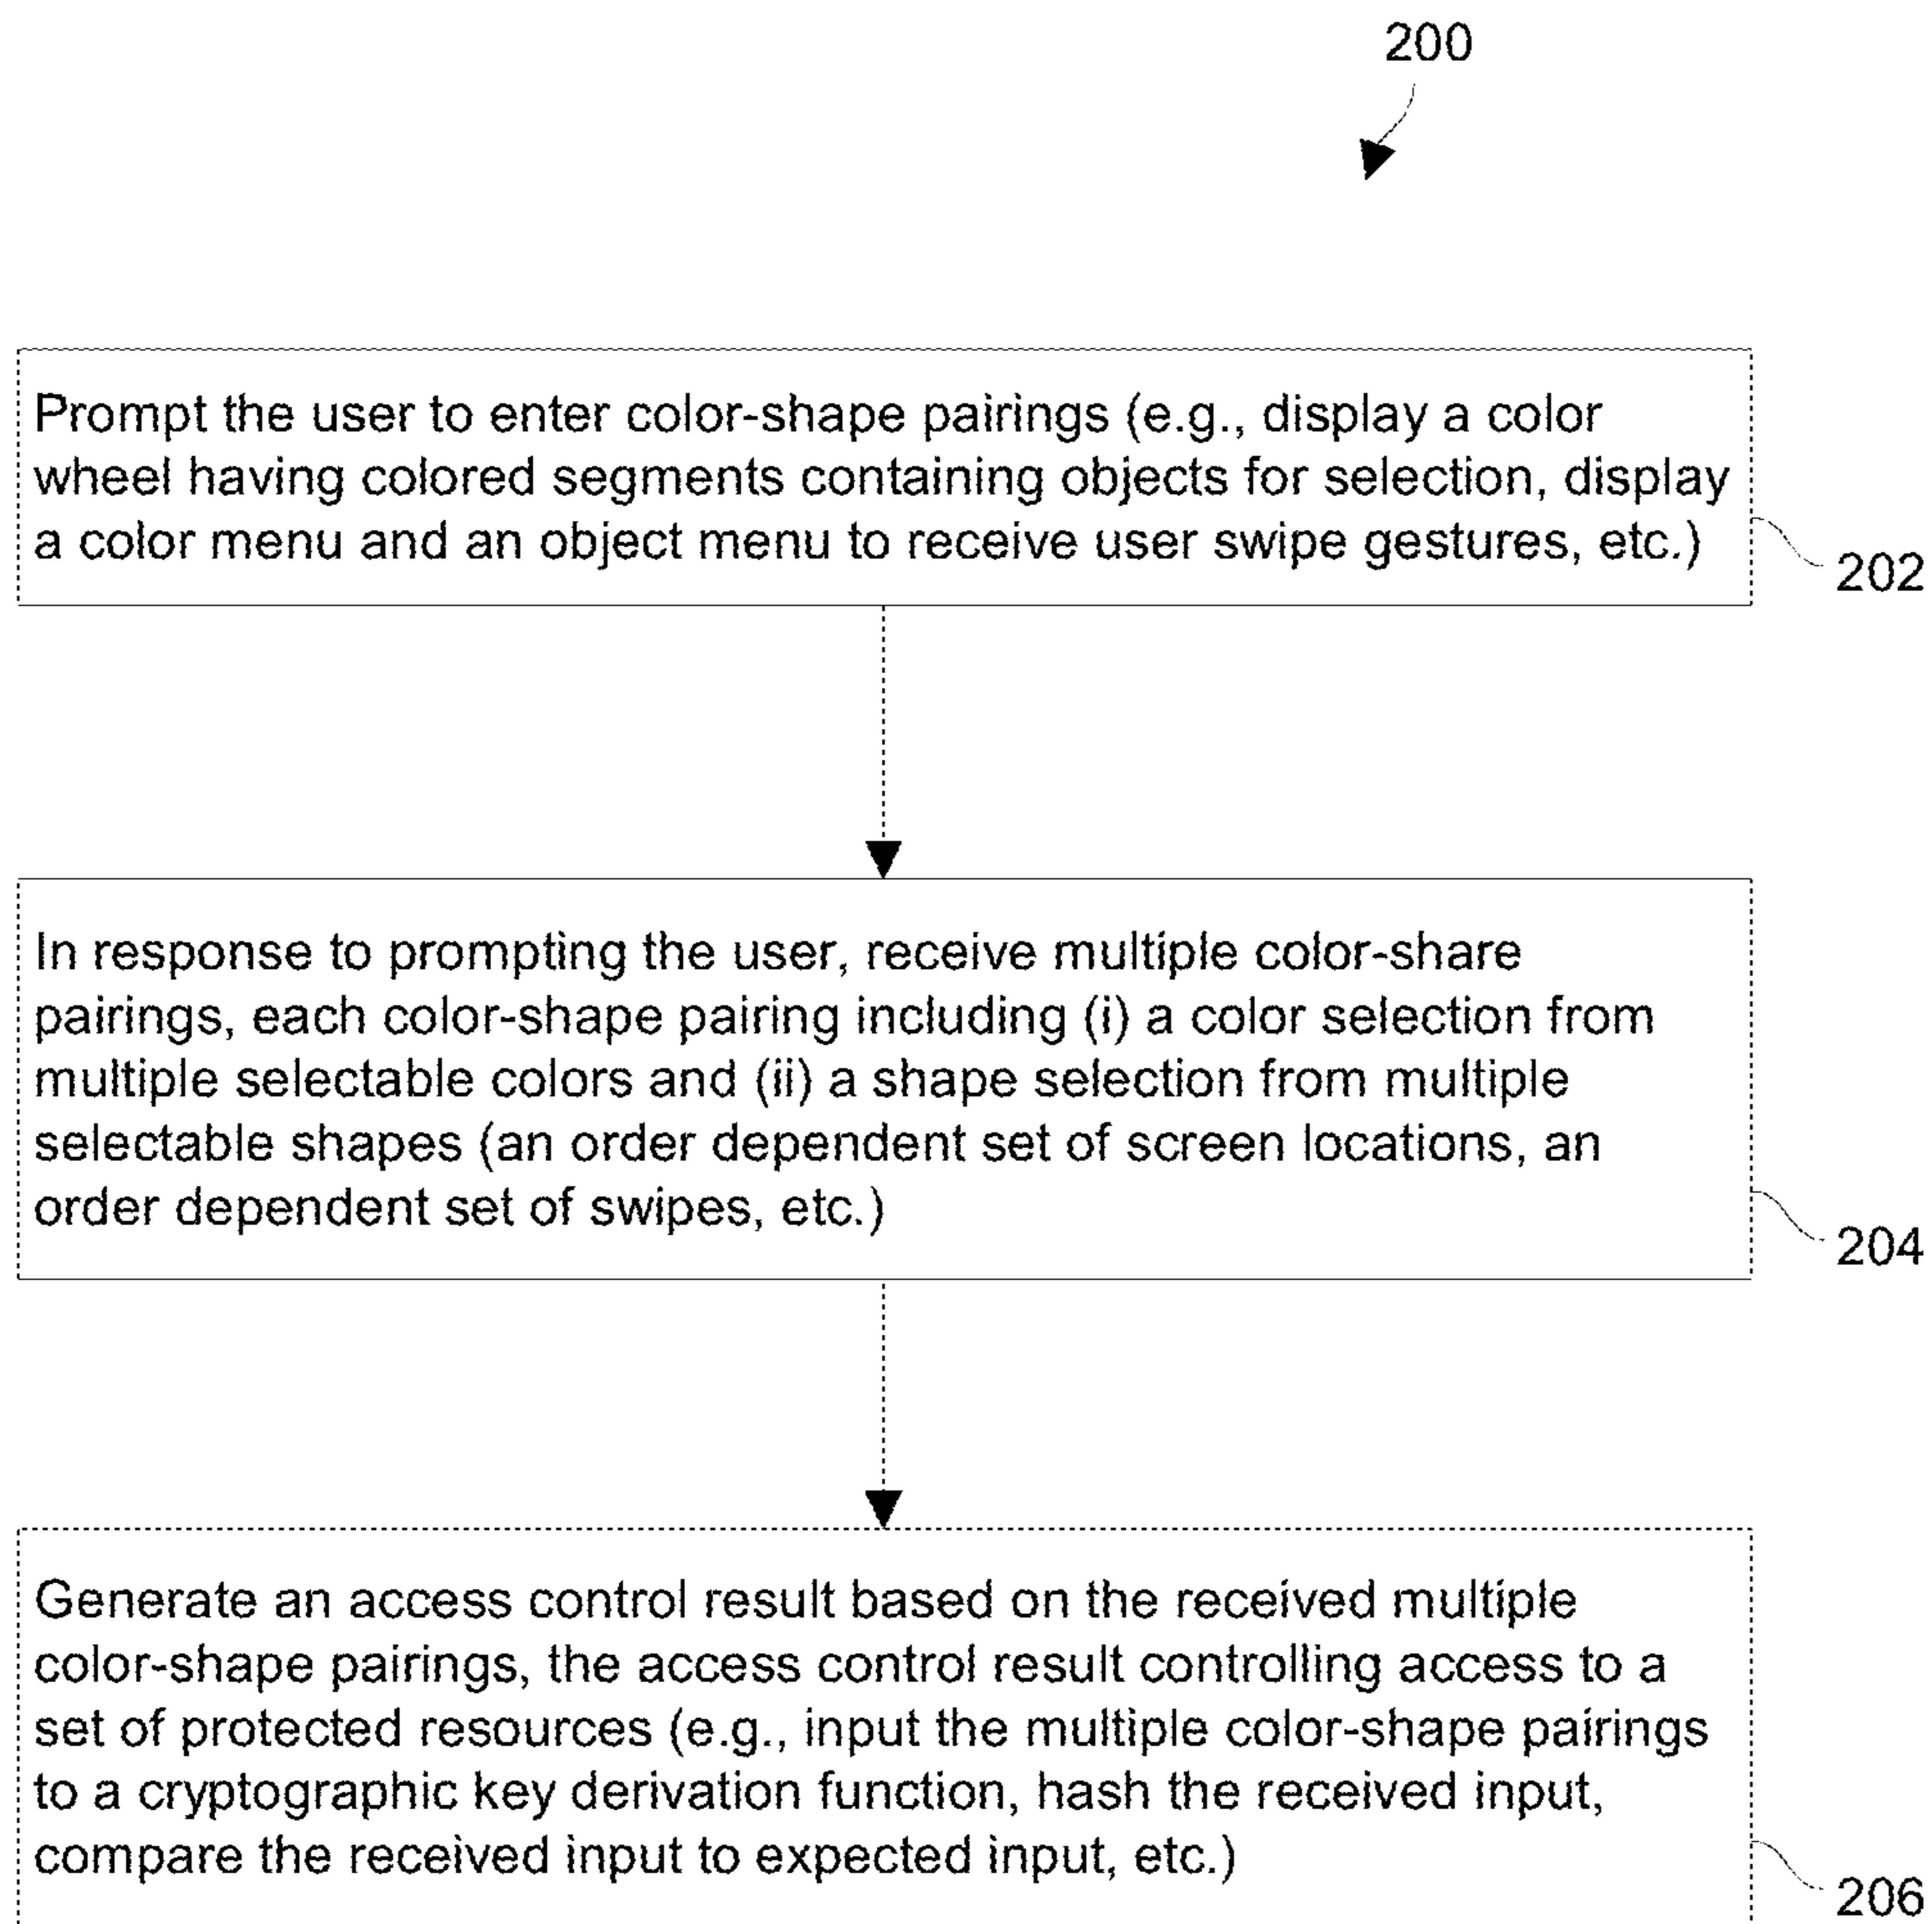 200
Prompt the user to enter color-shape pairings (e.g., display a color
wheel having colored segments containing objects for selection, display
a color menu and an object menu to receive user swipe gestures, etc.)
202
In response to prompting the user, receive multiple color-share
pairings, each color-shape pairing including (i) a color selection from
multiple selectable colors and (ii) a shape selection from multiple
selectable shapes (an order dependent set of screen locations, an
order dependent set of swipes, etc.)
204
Generate an access control result based on the received multiple
color-shape pairings, the access control result controlling access to a
set of protected resources (e.g., input the multiple color-shape pairings
to a cryptographic key derivation function, hash the received input,
compare the received input to expected input, etc.)
206